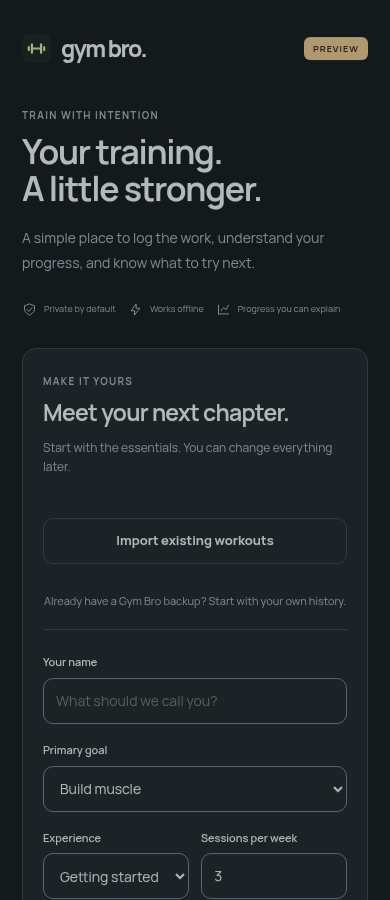 gym bro.
PREVIEW
TRAIN WITH INTENTION
Your training.
A little stronger.
A simple place to log the work, understand your
progress, and know what to try next.
Private by default
Works offline
Progress you can explain
MAKE IT YOURS
Meet your next chapter.
Start with the essentials. You can change everything
later.
Import existing workouts
Already have a Gym Bro backup? Start with your own history.
Your name
What should we call you?
Primary goal
Build muscle
Experience
Sessions per week
Getting started
3